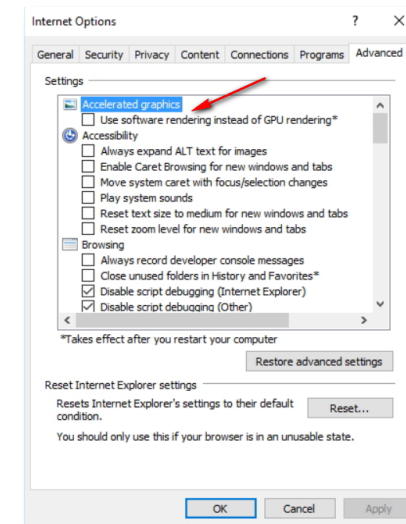 Internet Options ? X
General Security Privacy Content Connections Programs Advanced
Settings
Accelerated graphics
Use software rendering instead of GPU rendering*
Accessibility
Always expand ALT text for images
Enable Caret Browsing for new windows and tabs
Move system caret with focus/selection changes
Play system sounds
Reset text size to medium for new windows and tabs
Reset zoom level for new windows and tabs
Browsing
Always record developer console messages
Close unused folders in History and Favorites*
Disable script debugging (Internet Explorer)
Disable script debugging (Other)
*Takes effect after you restart your computer
Restore advanced settings
Reset Internet Explorer settings
Resets Internet Explorer's settings to their default
condition.
Reset...
You should only use this if your browser is in an unusable state.
OK Cancel Apply